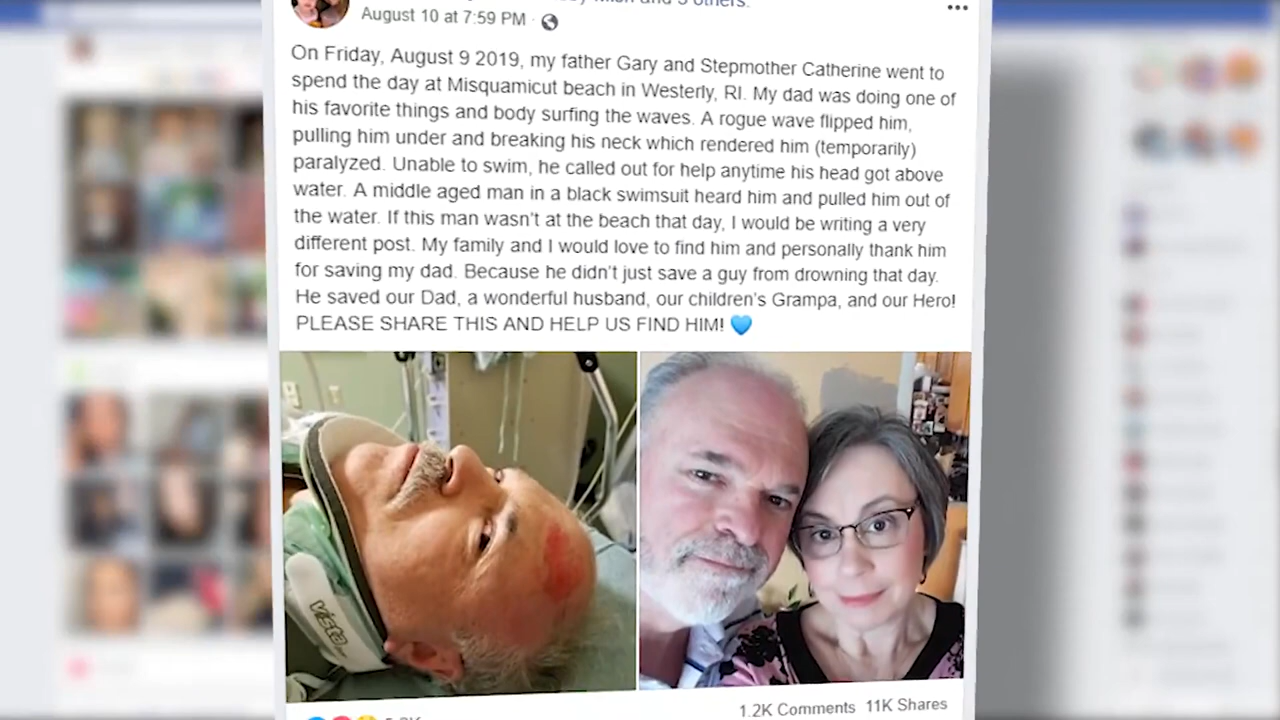 and 5 others.
August 10 at 7:59 PM ·
On Friday, August 9 2019, my father Gary and Stepmother Catherine went to
spend the day at Misquamicut beach in Westerly, RI. My dad was doing one of
his favorite things and body surfing the waves. A rogue wave flipped him,
pulling him under and breaking his neck which rendered him (temporarily)
paralyzed. Unable to swim, he called out for help anytime his head got above
water. A middle aged man in a black swimsuit heard him and pulled him out of
the water. If this man wasn't at the beach that day, I would be writing a very
different post. My family and I would love to find him and personally thank him
for saving my dad. Because he didn't just save a guy from drowning that day.
He saved our Dad, a wonderful husband, our children's Grampa, and our Hero!
PLEASE SHARE THIS AND HELP US FIND HIM! 💙
vista
1.2K Comments 11K Shares